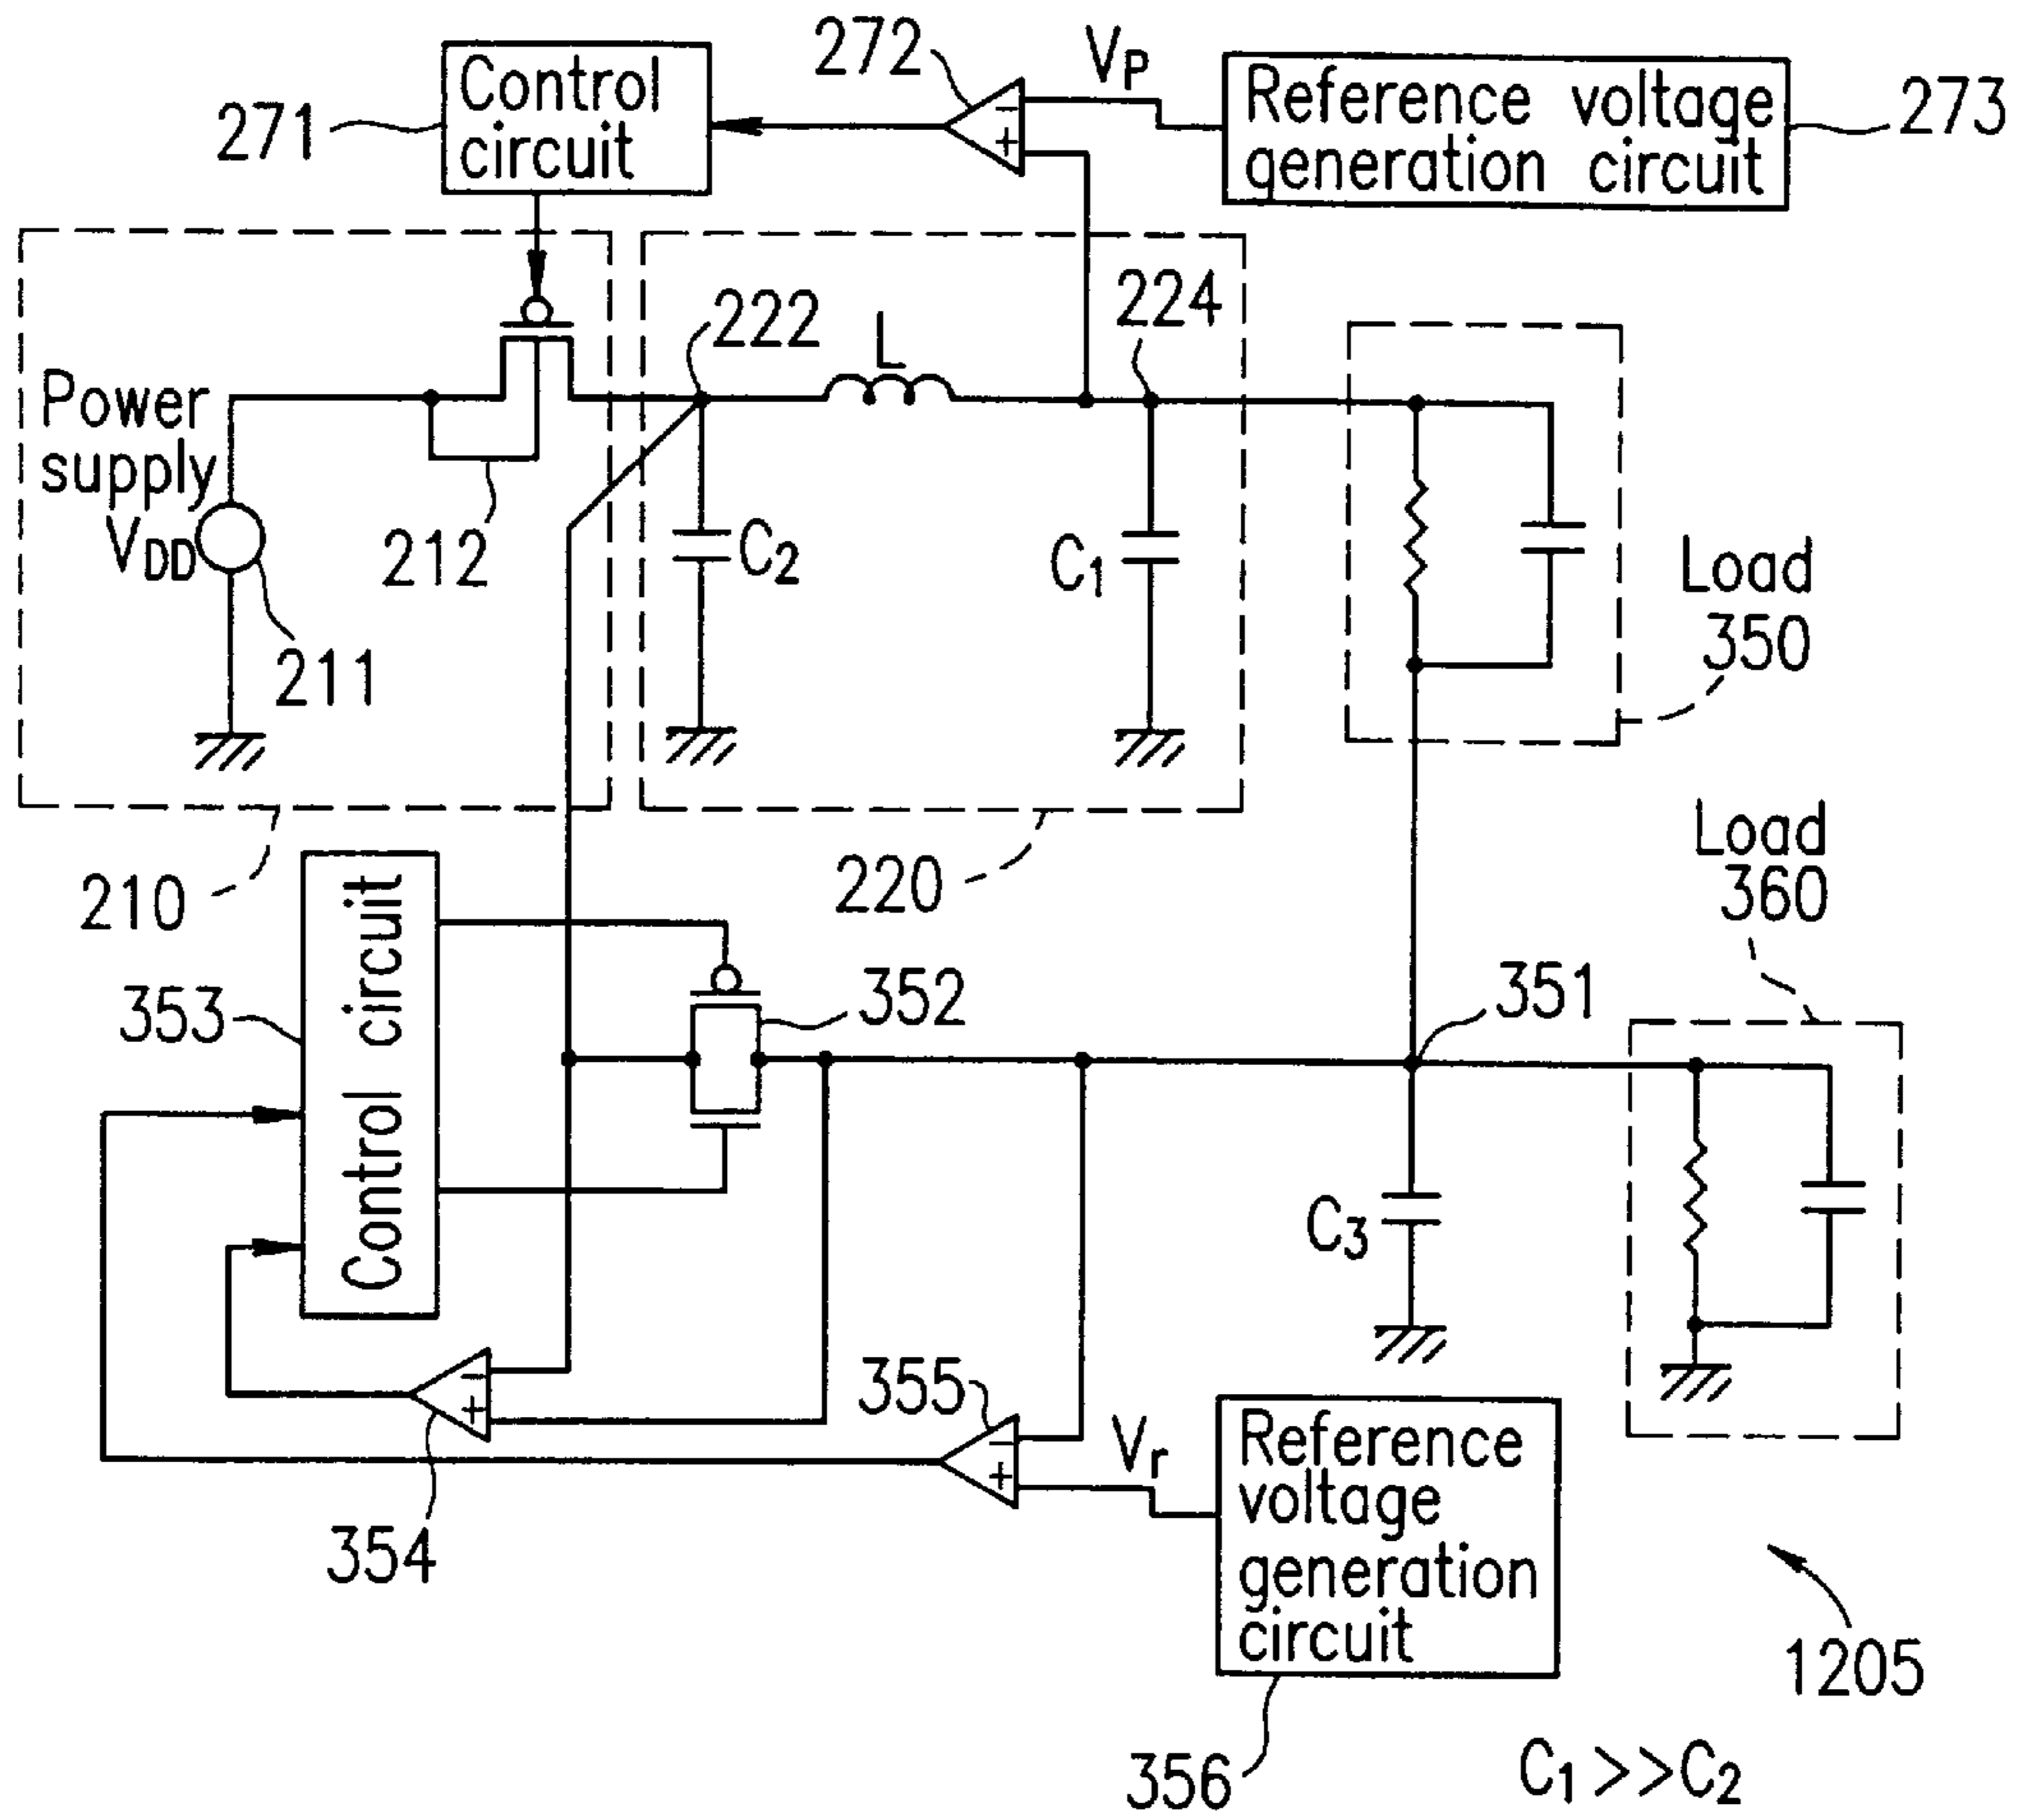 272
VP
Control
circuit
Reference voltage
generation circuit
271
273
−
+
222
L
224
Power
supply
VDD
212
C2
C1
Load
350
211
210
220
Load
360
Control circuit
353
352
351
C3
−
+
354
355
−
+
Vr
Reference
voltage
generation
circuit
356
1205
C1>>C2